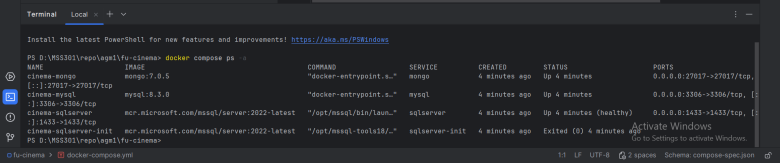 Terminal Local × + ∨
Install the latest PowerShell for new features and improvements! https://aka.ms/PSWindows
PS D:\MSS301\repo\agm1\fu-cinema> docker compose ps -a
NAME IMAGE COMMAND SERVICE CREATED STATUS PORTS
cinema-mongo mongo:7.0.5 "docker-entrypoint.s…" mongo 4 minutes ago Up 4 minutes 0.0.0.0:27017->27017/tcp,
[::]:27017->27017/tcp
cinema-mysql mysql:8.3.0 "docker-entrypoint.s…" mysql 4 minutes ago Up 4 minutes 0.0.0.0:3306->3306/tcp, [:
:]:3306->3306/tcp
cinema-sqlserver mcr.microsoft.com/mssql/server:2022-latest "/opt/mssql/bin/laun…" sqlserver 4 minutes ago Up 4 minutes (healthy) 0.0.0.0:1433->1433/tcp, [:
:]:1433->1433/tcp
cinema-sqlserver-init mcr.microsoft.com/mssql/server:2022-latest "/opt/mssql-tools18/…" sqlserver-init 4 minutes ago Exited (0) 4 minutes ago
PS D:\MSS301\repo\agm1\fu-cinema>
Activate Windows
Go to Settings to activate Windows.
fu-cinema > docker-compose.yml 1:1 LF UTF-8 2 spaces Schema: compose-spec.json